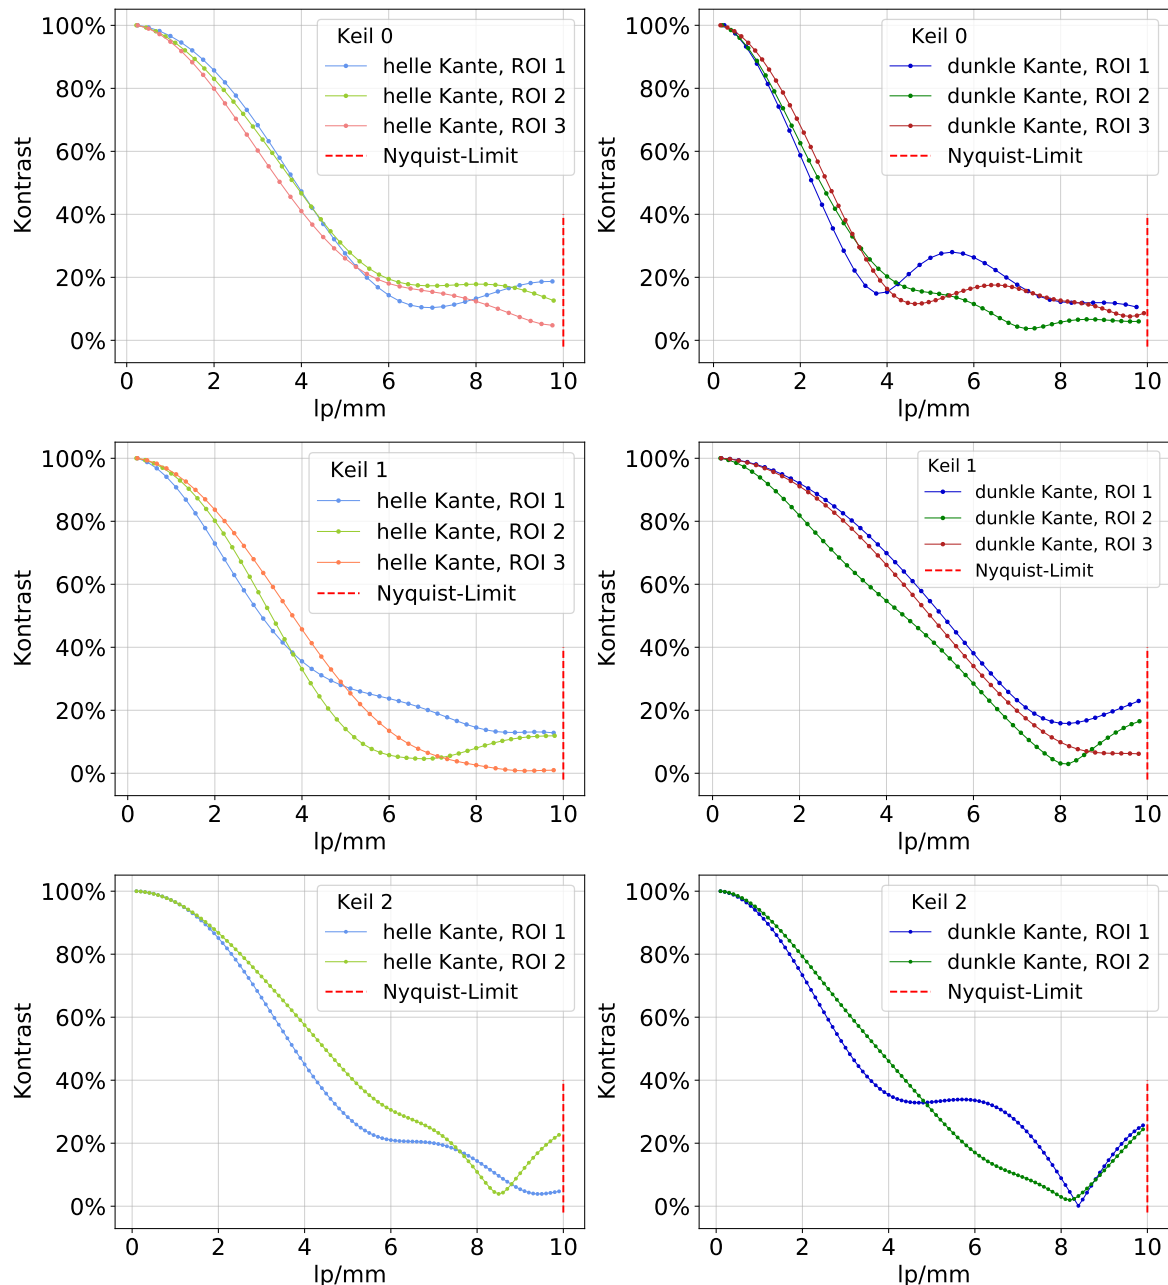 Keil 0
helle Kante, ROI 1
helle Kante, ROI 2
helle Kante, ROI 3
Nyquist-Limit
100%
80%
60%
40%
20%
0%
Kontrast
0 2 4 6 8 10
lp/mm
Keil 0
dunkle Kante, ROI 1
dunkle Kante, ROI 2
dunkle Kante, ROI 3
Nyquist-Limit
100%
80%
60%
40%
20%
0%
Kontrast
0 2 4 6 8 10
lp/mm
Keil 1
helle Kante, ROI 1
helle Kante, ROI 2
helle Kante, ROI 3
Nyquist-Limit
100%
80%
60%
40%
20%
0%
Kontrast
0 2 4 6 8 10
lp/mm
Keil 1
dunkle Kante, ROI 1
dunkle Kante, ROI 2
dunkle Kante, ROI 3
Nyquist-Limit
100%
80%
60%
40%
20%
0%
Kontrast
0 2 4 6 8 10
lp/mm
Keil 2
helle Kante, ROI 1
helle Kante, ROI 2
Nyquist-Limit
100%
80%
60%
40%
20%
0%
Kontrast
0 2 4 6 8 10
lp/mm
Keil 2
dunkle Kante, ROI 1
dunkle Kante, ROI 2
Nyquist-Limit
100%
80%
60%
40%
20%
0%
Kontrast
0 2 4 6 8 10
lp/mm